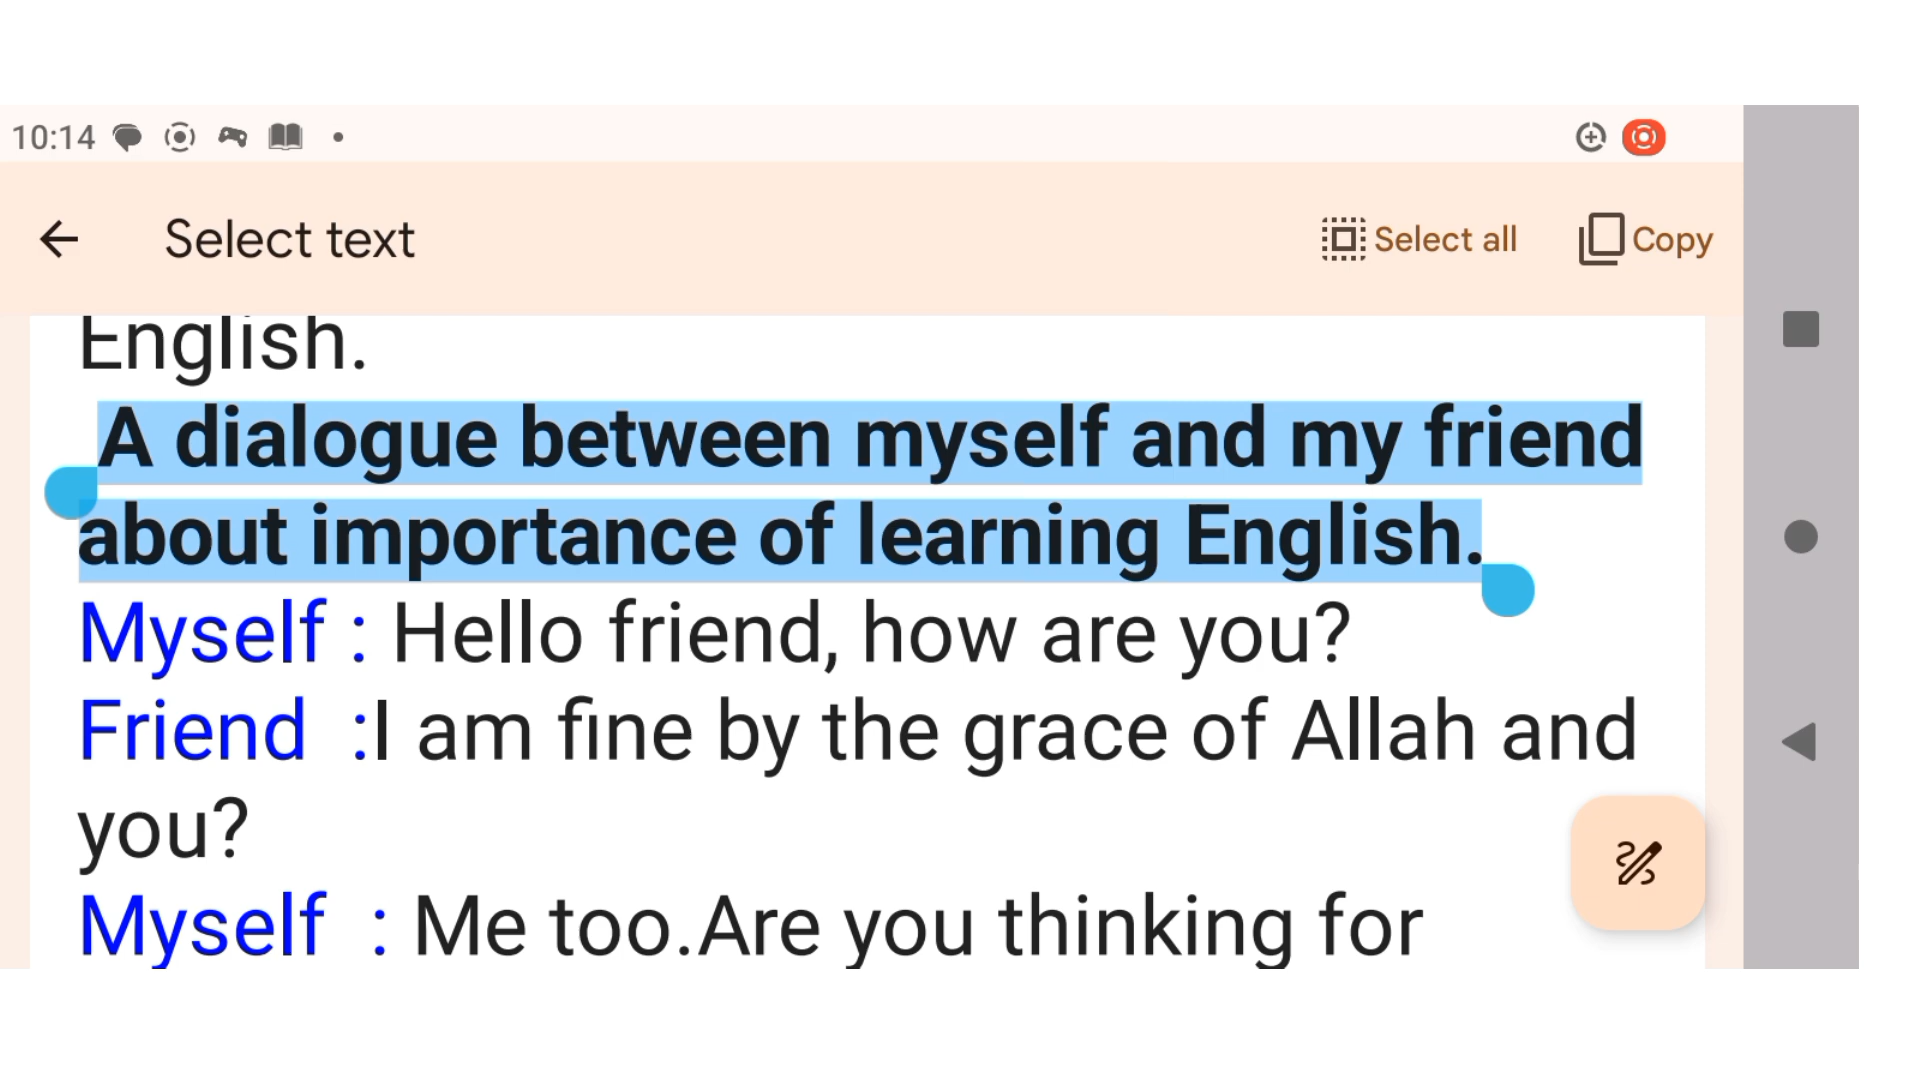 10:14
Select text
Select all
Copy
English.
A dialogue between myself and my friend
about importance of learning English.
Myself : Hello friend, how are you?
Friend  :I am fine by the grace of Allah and
you?
Myself  : Me too.Are you thinking for